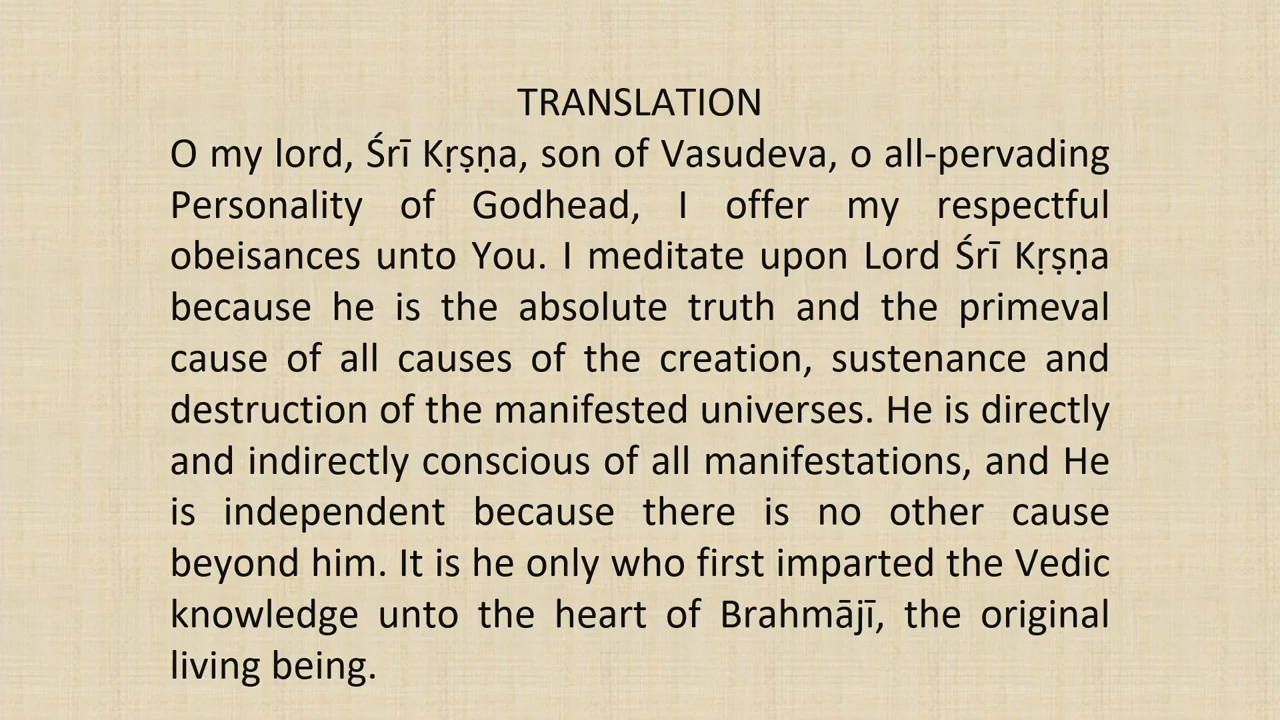 TRANSLATION
O my lord, Śrī Kṛṣṇa, son of Vasudeva, o all-pervading
Personality of Godhead, I offer my respectful
obeisances unto You. I meditate upon Lord Śrī Kṛṣṇa
because he is the absolute truth and the primeval
cause of all causes of the creation, sustenance and
destruction of the manifested universes. He is directly
and indirectly conscious of all manifestations, and He
is independent because there is no other cause
beyond him. It is he only who first imparted the Vedic
knowledge unto the heart of Brahmājī, the original
living being.